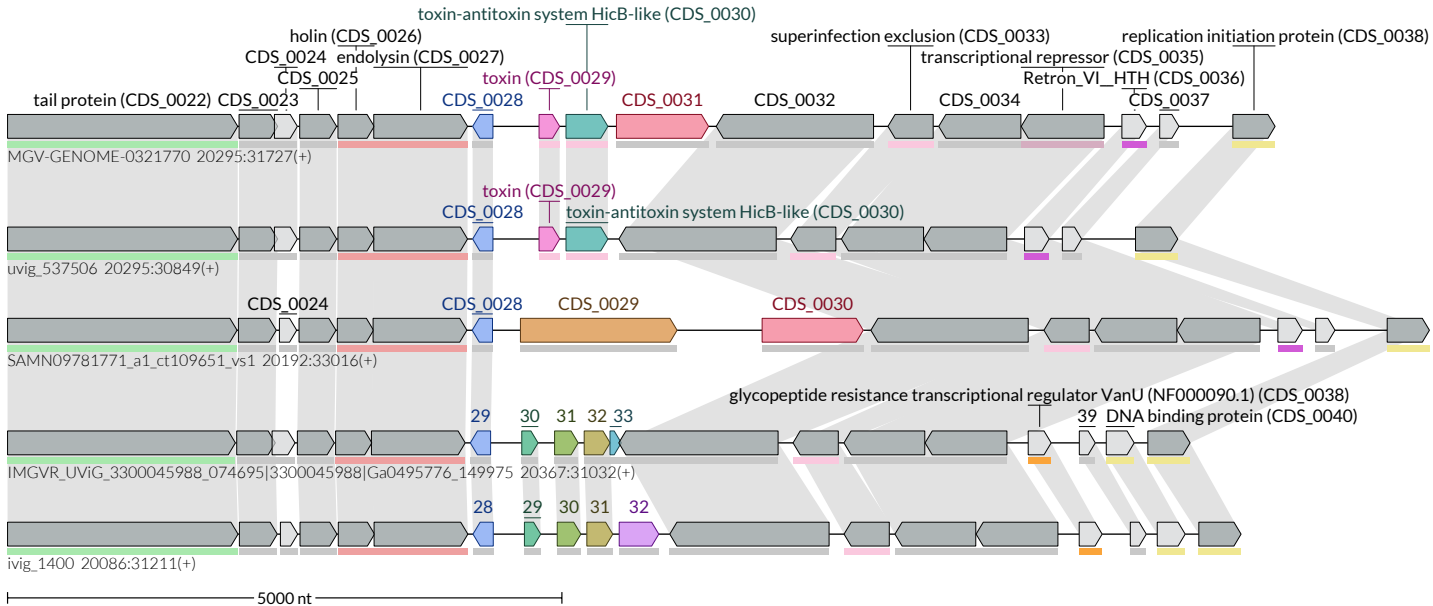 toxin-antitoxin system HicB-like (CDS_0030)
holin (CDS_0026) superinfection exclusion (CDS_0033) replication initiation protein (CDS_0038)
CDS_0024 endolysin (CDS_0027) transcriptional repressor (CDS_0035)
CDS_0025 toxin (CDS_0029) Retron_VI__HTH (CDS_0036)
tail protein (CDS_0022) CDS_0023 CDS_0028 CDS_0031 CDS_0032 CDS_0034 CDS_0037
MGV-GENOME-0321770 20295:31727(+)
toxin (CDS_0029)
CDS_0028 toxin-antitoxin system HicB-like (CDS_0030)
uvig_537506 20295:30849(+)
CDS_0024 CDS_0028 CDS_0029 CDS_0030
SAMN09781771_a1_ct109651_vs1 20192:33016(+)
glycopeptide resistance transcriptional regulator VanU (NF000090.1) (CDS_0038)
29 30 31 32 33 39 DNA binding protein (CDS_0040)
IMGVR_UViG_3300045988_074695|3300045988|Ga0495776_149975 20367:31032(+)
28 29 30 31 32
ivig_1400 20086:31211(+)
5000 nt